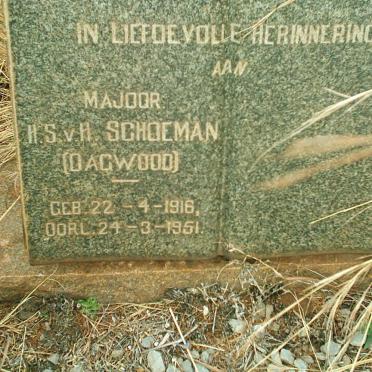 IN LIEFDEVOLLE HERINNERING
AAN
MAJOOR
H.S. v.H. SCHOEMAN
(DAGWOOD)
GEB. 22-4-1916,
OORL. 24-3-1951.